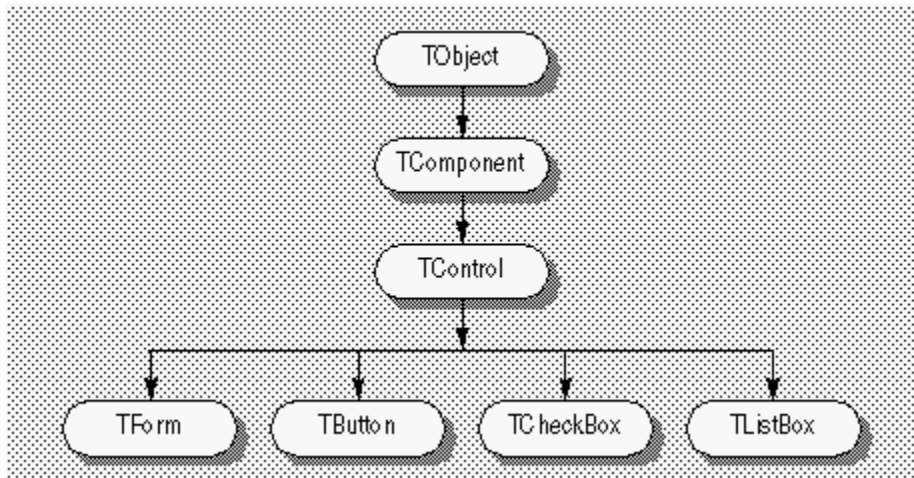 TObject
TComponent
TControl
TForm
TButton
TCheckBox
TListBox